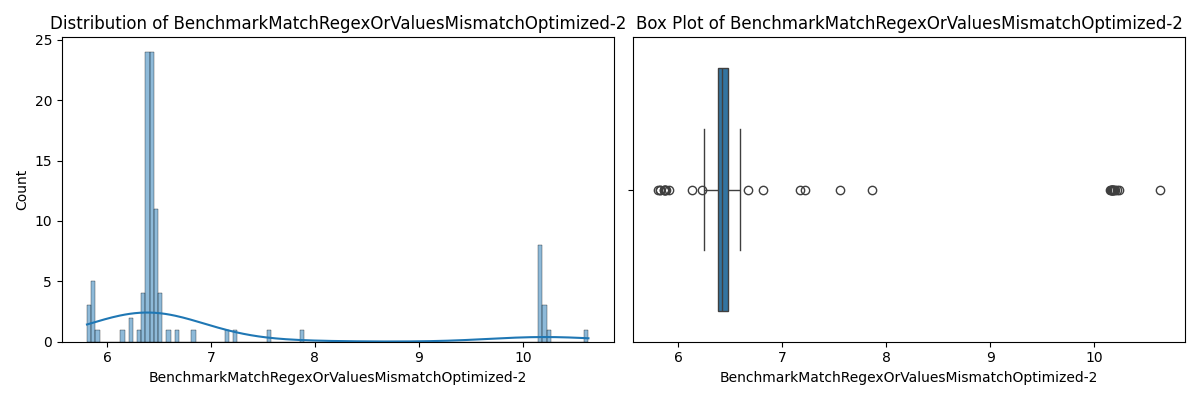 Distribution of BenchmarkMatchRegexOrValuesMismatchOptimized-2
25
20
15
10
5
0
Count
6 7 8 9 10
BenchmarkMatchRegexOrValuesMismatchOptimized-2
Box Plot of BenchmarkMatchRegexOrValuesMismatchOptimized-2
6 7 8 9 10
BenchmarkMatchRegexOrValuesMismatchOptimized-2